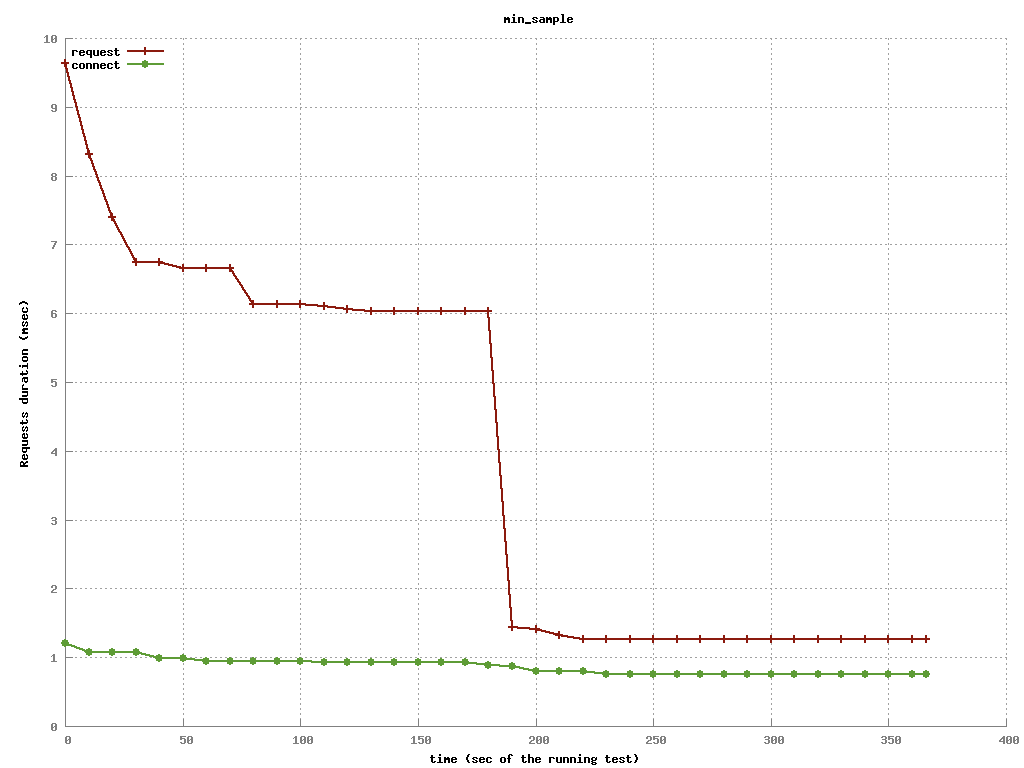 min_sample
10
request
connect
9
8
7
6
5
4
3
2
1
0
Requests duration (msec)
0 50 100 150 200 250 300 350 400
time (sec of the running test)